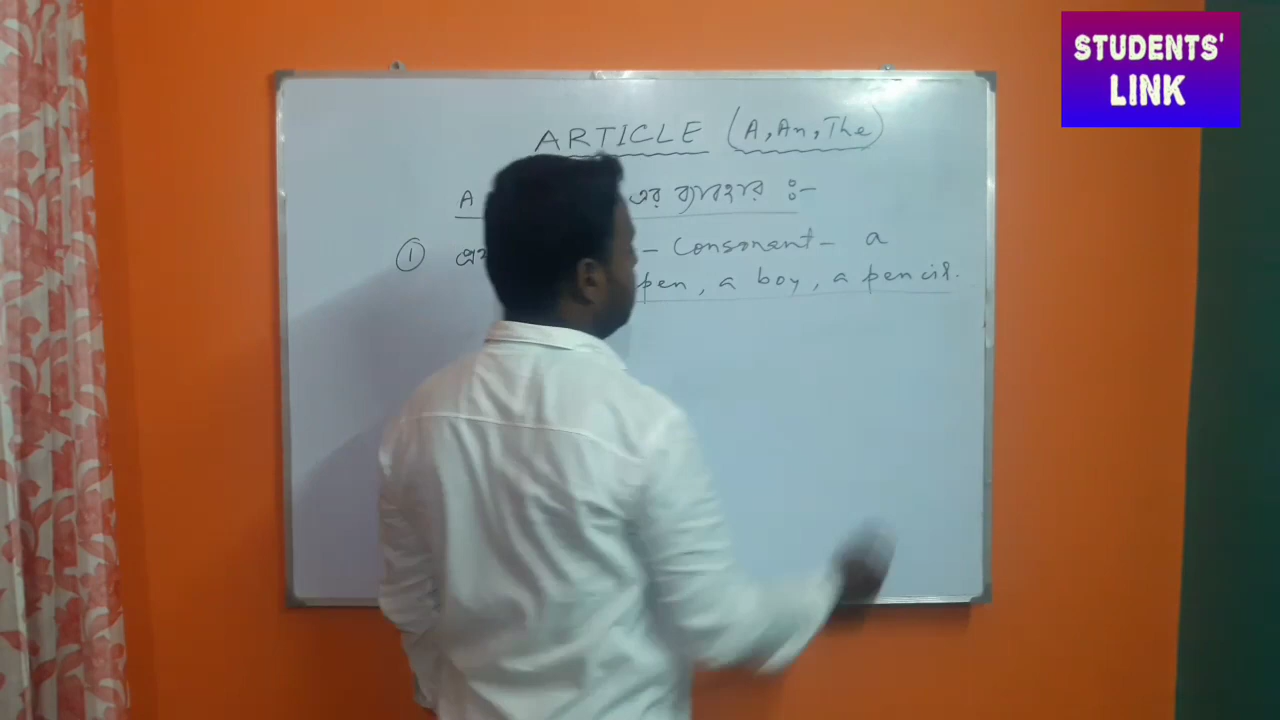 STUDENTS'
LINK
ARTICLE (A, An, The)
A এর ব্যবহার :-
① - Consonant - a
pen, a boy, a pencil.